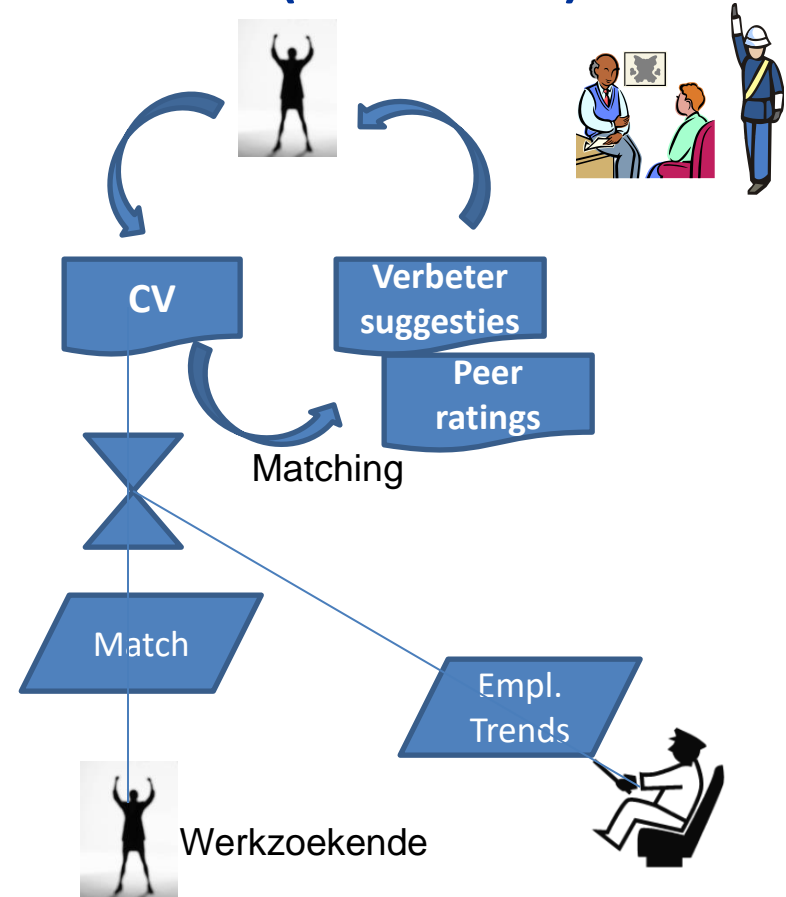 CV
Verbeter
suggesties
Peer
ratings
Matching
Match
Empl.
Trends
Werkzoekende